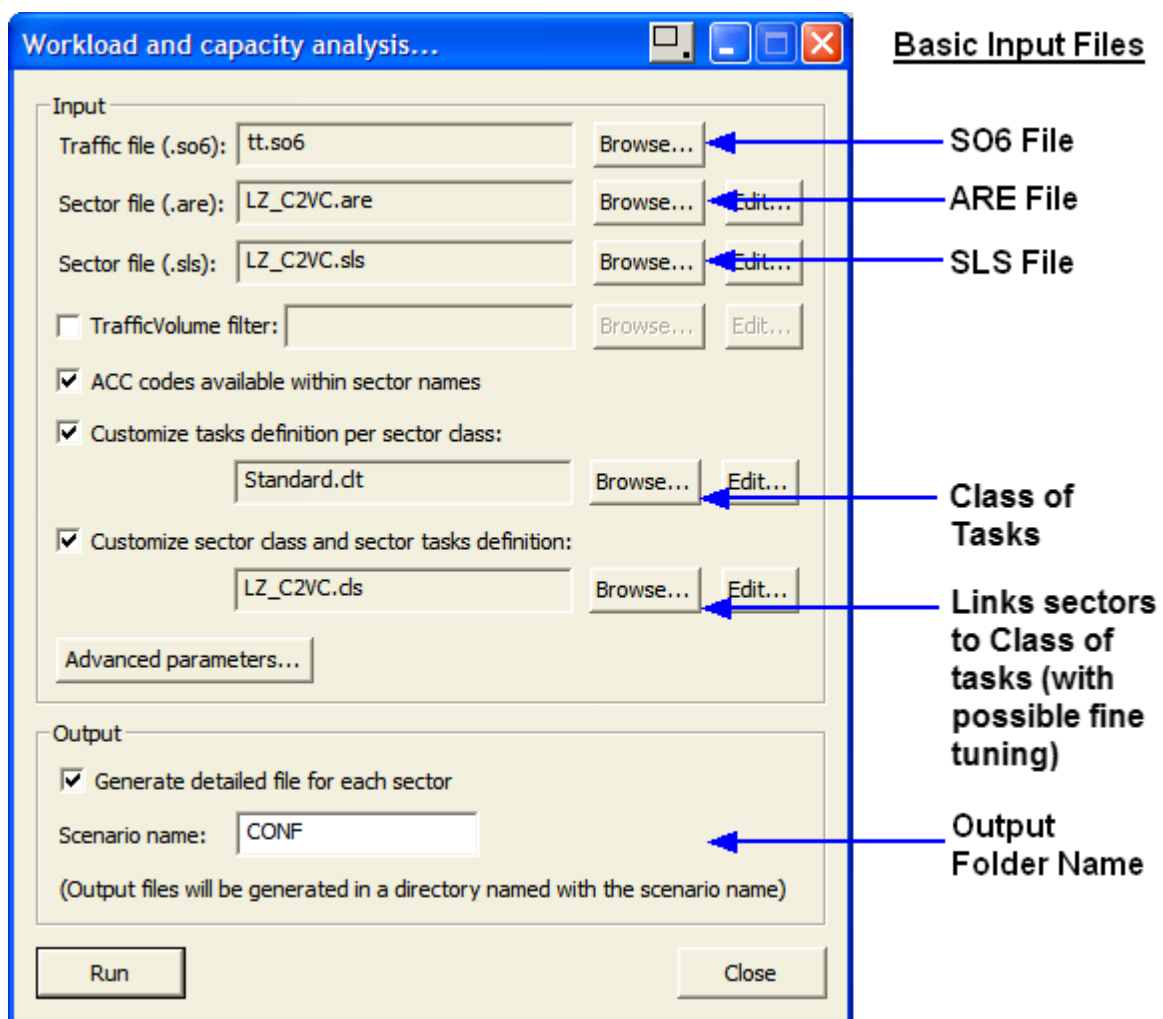 Workload and capacity analysis...
Basic Input Files
Input
Traffic file (.so6): tt.so6 Browse... SO6 File
Sector file (.are): LZ_C2VC.are Browse... Edit... ARE File
Sector file (.sls): LZ_C2VC.sls Browse... Edit... SLS File
TrafficVolume filter: Browse... Edit...
ACC codes available within sector names
Customize tasks definition per sector class:
Standard.clt Browse... Edit...
Class of
Tasks
Customize sector class and sector tasks definition:
LZ_C2VC.cls Browse... Edit...
Links sectors
to Class of
tasks (with
possible fine
tuning)
Advanced parameters...
Output
Generate detailed file for each sector
Scenario name: CONF
Output
Folder Name
(Output files will be generated in a directory named with the scenario name)
Run Close